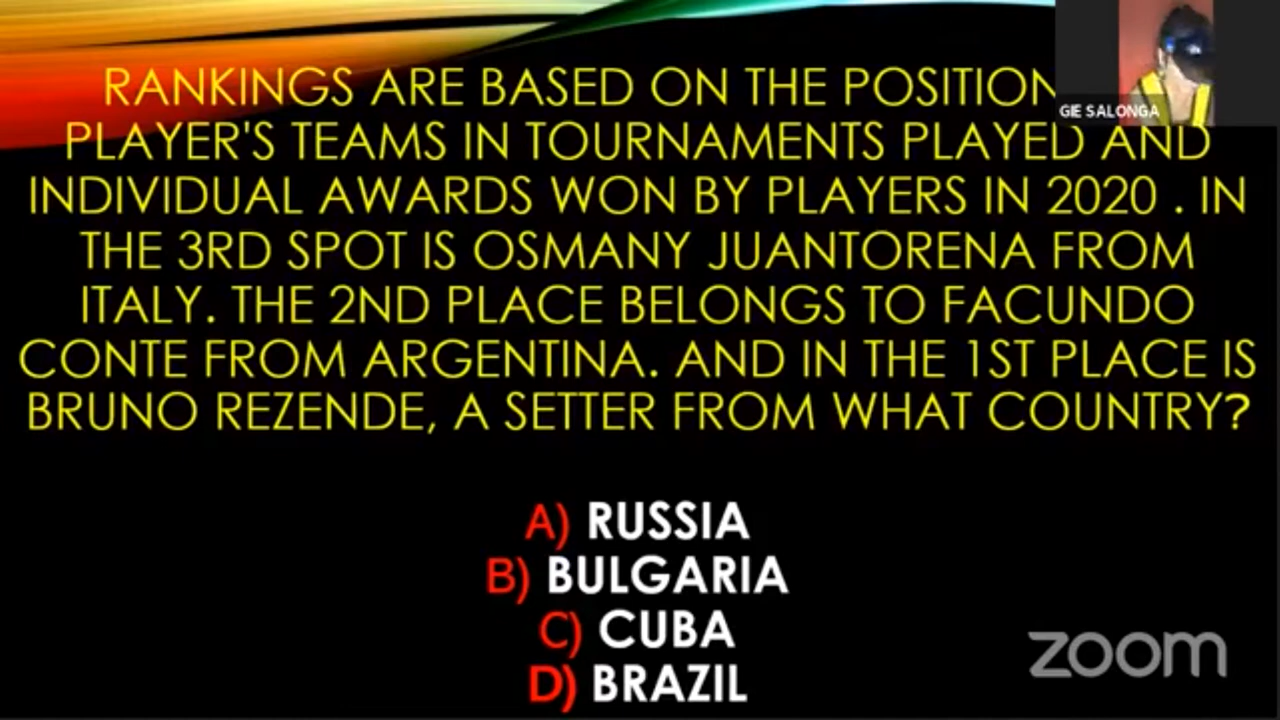 RANKINGS ARE BASED ON THE POSITION
PLAYER'S TEAMS IN TOURNAMENTS PLAYED AND
INDIVIDUAL AWARDS WON BY PLAYERS IN 2020 . IN
THE 3RD SPOT IS OSMANY JUANTORENA FROM
ITALY. THE 2ND PLACE BELONGS TO FACUNDO
CONTE FROM ARGENTINA. AND IN THE 1ST PLACE IS
BRUNO REZENDE, A SETTER FROM WHAT COUNTRY?
A) RUSSIA
B) BULGARIA
C) CUBA
D) BRAZIL
GIE SALONGA
zoom